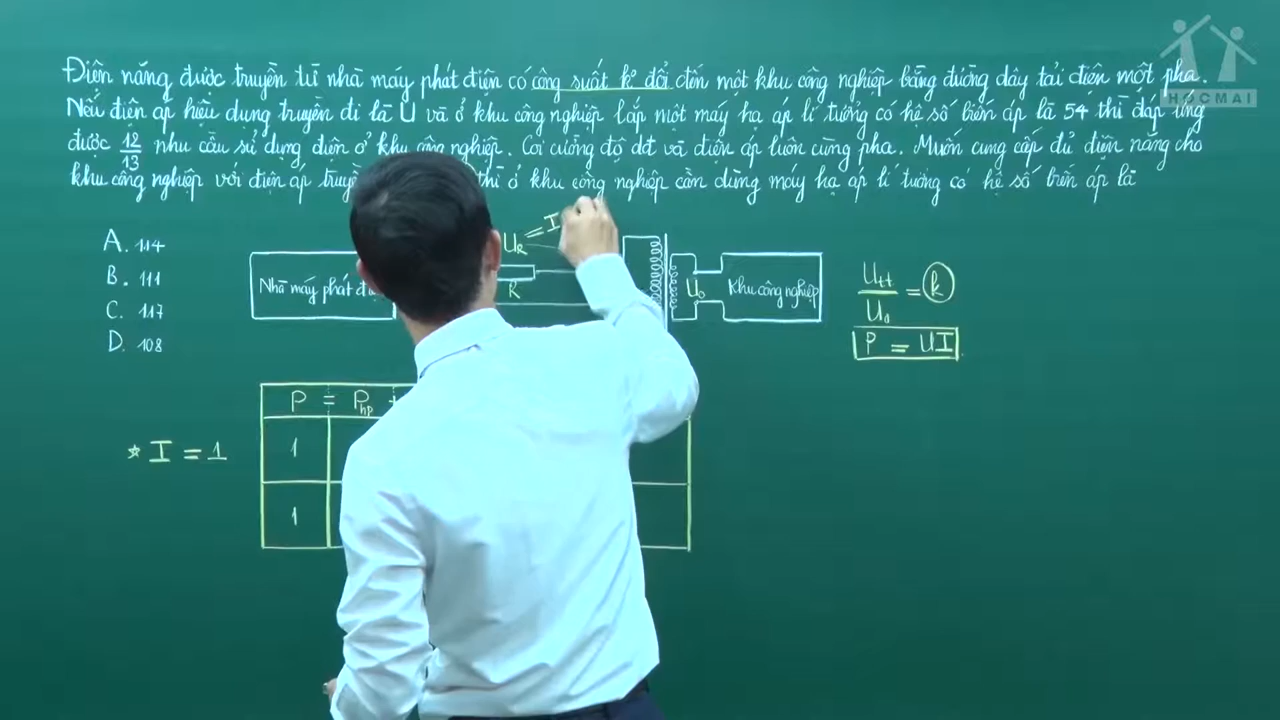 HOCMAI
Điện năng được truyền từ nhà máy phát điện có công suất kº đổi đến một khu công nghiệp bằng đường dây tải điện một pha.
Nếu điện áp hiệu dụng truyền đi là U và ở khu công nghiệp lắp một máy hạ áp lí tưởng có hệ số biến áp là 54 thì đáp ứng
được 12/13 nhu cầu sử dụng điện ở khu công nghiệp. Coi cường độ dđ và điện áp luôn cùng pha. Muốn cung cấp đủ điện năng cho
khu công nghiệp với điện áp truyền thì ở khu công nghiệp cần dùng máy hạ áp lí tưởng có hệ số biến áp là
A. 114
B. 111
C. 117
D. 108
Nhà máy phát
U_R = I
R
U₀
Khu công nghiệp
U_tt/U₀ = k
P = UI
P = P_hp
* I = 1
1
1